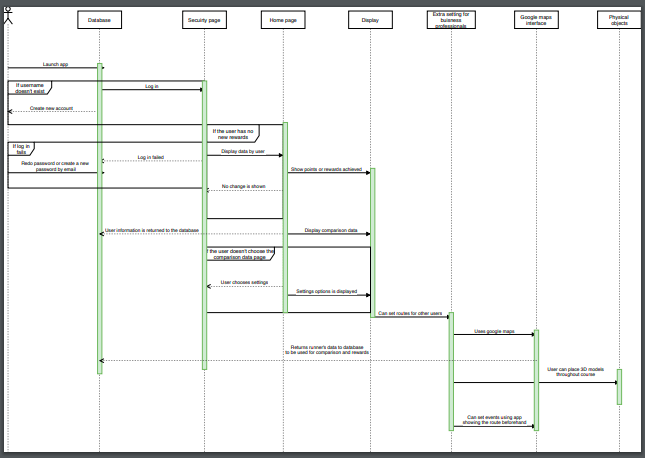 Database
Security page
Home page
Display
Extra setting for
business
professionals
Google maps
interface
Physical
objects
Launch app
If username
doesn't exist
Log in
Create new account
If the user has no
new rewards
If log in
fails
Display data by user
Log in failed
Redo password or create a new
password by email
Show points or rewards achieved
No change is shown
User information is returned to the database
Display comparison data
f the user doesn't choose the
comparison data page
User chooses settings
Settings options is displayed
Can set routes for other users
Uses google maps
Returns runner's data to database
to be used for comparison and rewards
User can place 3D models
throughout course
Can set events using app
showing the route beforehand